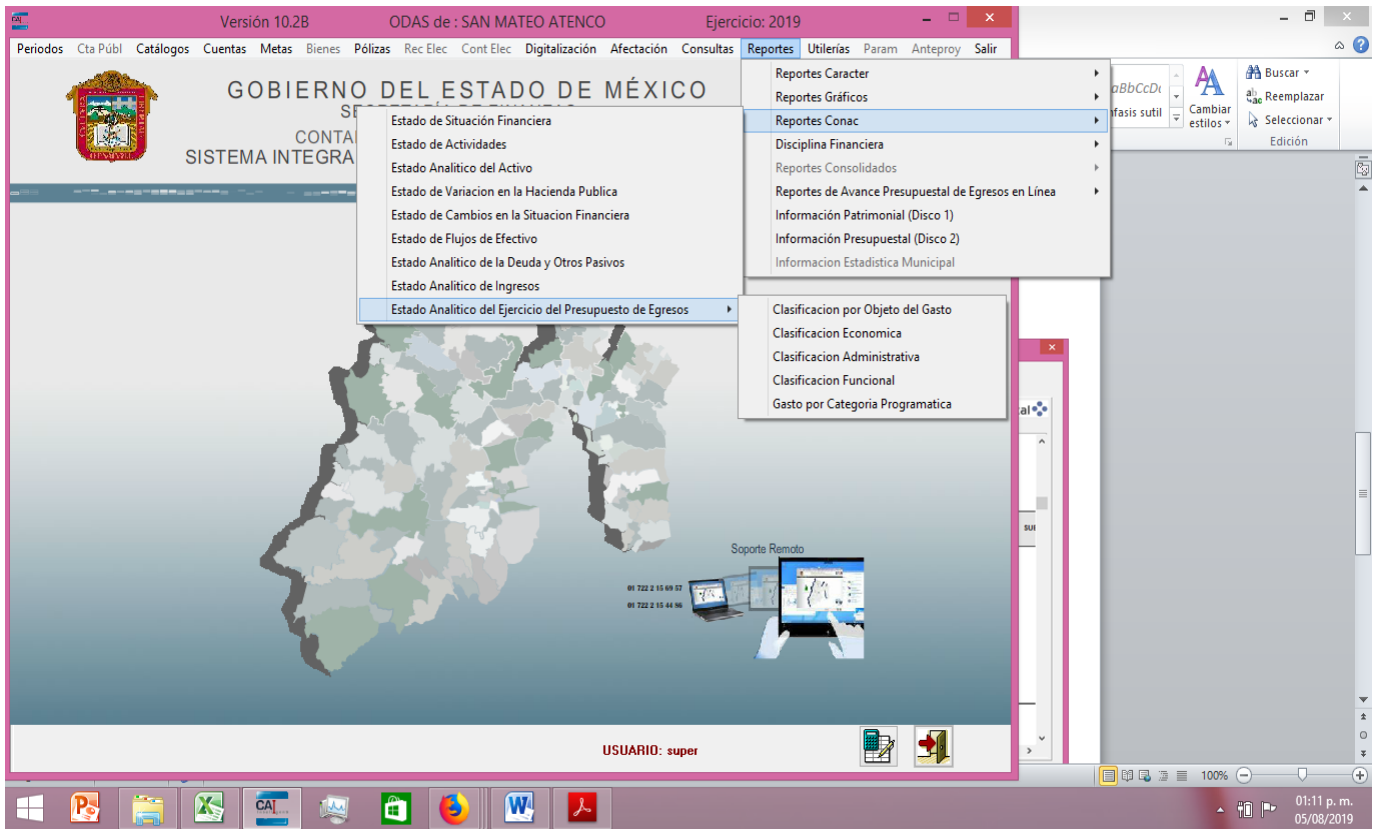 Versión 10.2B ODAS de : SAN MATEO ATENCO Ejercicio: 2019
Periodos Cta Públ Catálogos Cuentas Metas Bienes Pólizas Rec Elec Cont Elec Digitalización Afectación Consultas Reportes Utilerías Param Anteproy Salir
GOBIERNO DEL ESTADO DE MÉXICO
CONTA
SISTEMA INTEGRA
Reportes Caracter
Reportes Gráficos
Reportes Conac
Disciplina Financiera
Reportes Consolidados
Reportes de Avance Presupuestal de Egresos en Línea
Información Patrimonial (Disco 1)
Información Presupuestal (Disco 2)
Informacion Estadistica Municipal
Estado de Situación Financiera
Estado de Actividades
Estado Analitico del Activo
Estado de Variacion en la Hacienda Publica
Estado de Cambios en la Situacion Financiera
Estado de Flujos de Efectivo
Estado Analitico de la Deuda y Otros Pasivos
Estado Analitico de Ingresos
Estado Analitico del Ejercicio del Presupuesto de Egresos
Clasificacion por Objeto del Gasto
Clasificacion Economica
Clasificacion Administrativa
Clasificacion Funcional
Gasto por Categoria Programatica
aBbCcDc
nfasis sutil
Cambiar
estilos
Buscar
Reemplazar
Seleccionar
Edición
al
SUI
Soporte Remoto
01 722 2 15 69 57
01 722 2 15 44 86
USUARIO: super
100%
CA
01:11 p. m.
05/08/2019